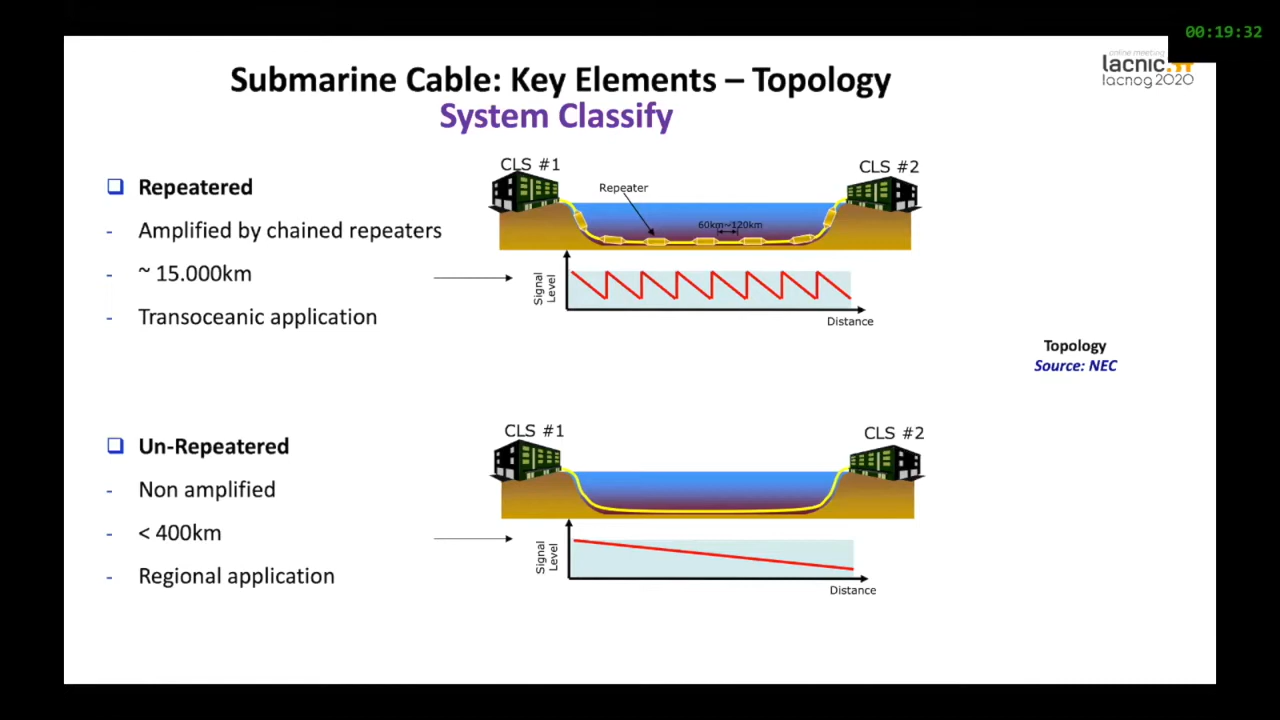 00:19:32
online meeting
lacnic.
lacnog 2020
Submarine Cable: Key Elements – Topology
System Classify
❑ Repeatered
- Amplified by chained repeaters
- ~ 15.000km
- Transoceanic application
CLS #1
CLS #2
Repeater
60km~120km
Signal
Level
Distance
Topology
Source: NEC
❑ Un-Repeatered
- Non amplified
- < 400km
- Regional application
CLS #1
CLS #2
Signal
Level
Distance